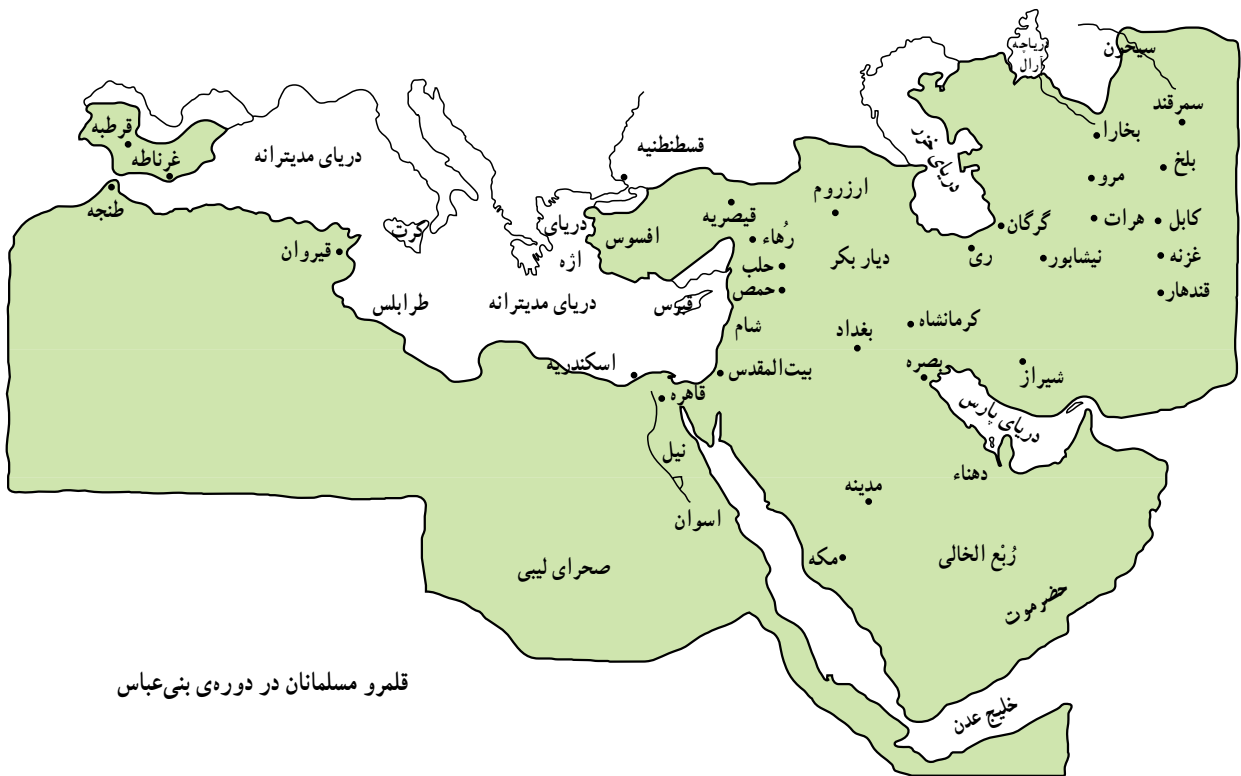 دریاچه
آرال
سیحون
سمرقند
بخارا
بلخ
مرو
هرات
کابل
غزنه
قندهار
نیشابور
گرگان
ری
دریای خزر
ارزروم
قیصریه
رُهاء
دیار بکر
حلب
حمص
افسوس
قسطنطنیه
دریای
اژه
کرت
دریای مدیترانه
قرطبه
غرناطه
طنجه
قیروان
طرابلس
دریای مدیترانه
قبرس
شام
بغداد
کرمانشاه
بصره
شیراز
دریای پارس
بیت‌المقدس
اسکندریه
قاهره
نیل
اسوان
دهناء
مدینه
مکه
رُبْع الخالی
حضرموت
صحرای لیبی
خلیج عدن
قلمرو مسلمانان در دوره‌ی بنی‌عباس